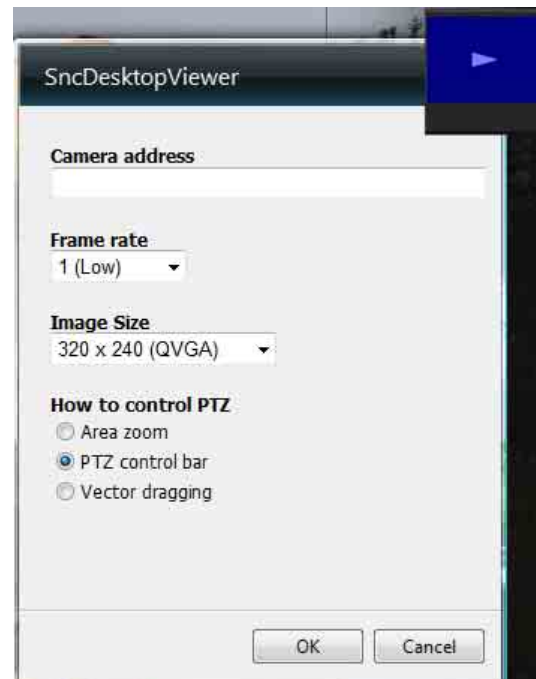 SncDesktopViewer
Camera address
Frame rate
1 (Low)
Image Size
320 x 240 (QVGA)
How to control PTZ
Area zoom
PTZ control bar
Vector dragging
OK Cancel